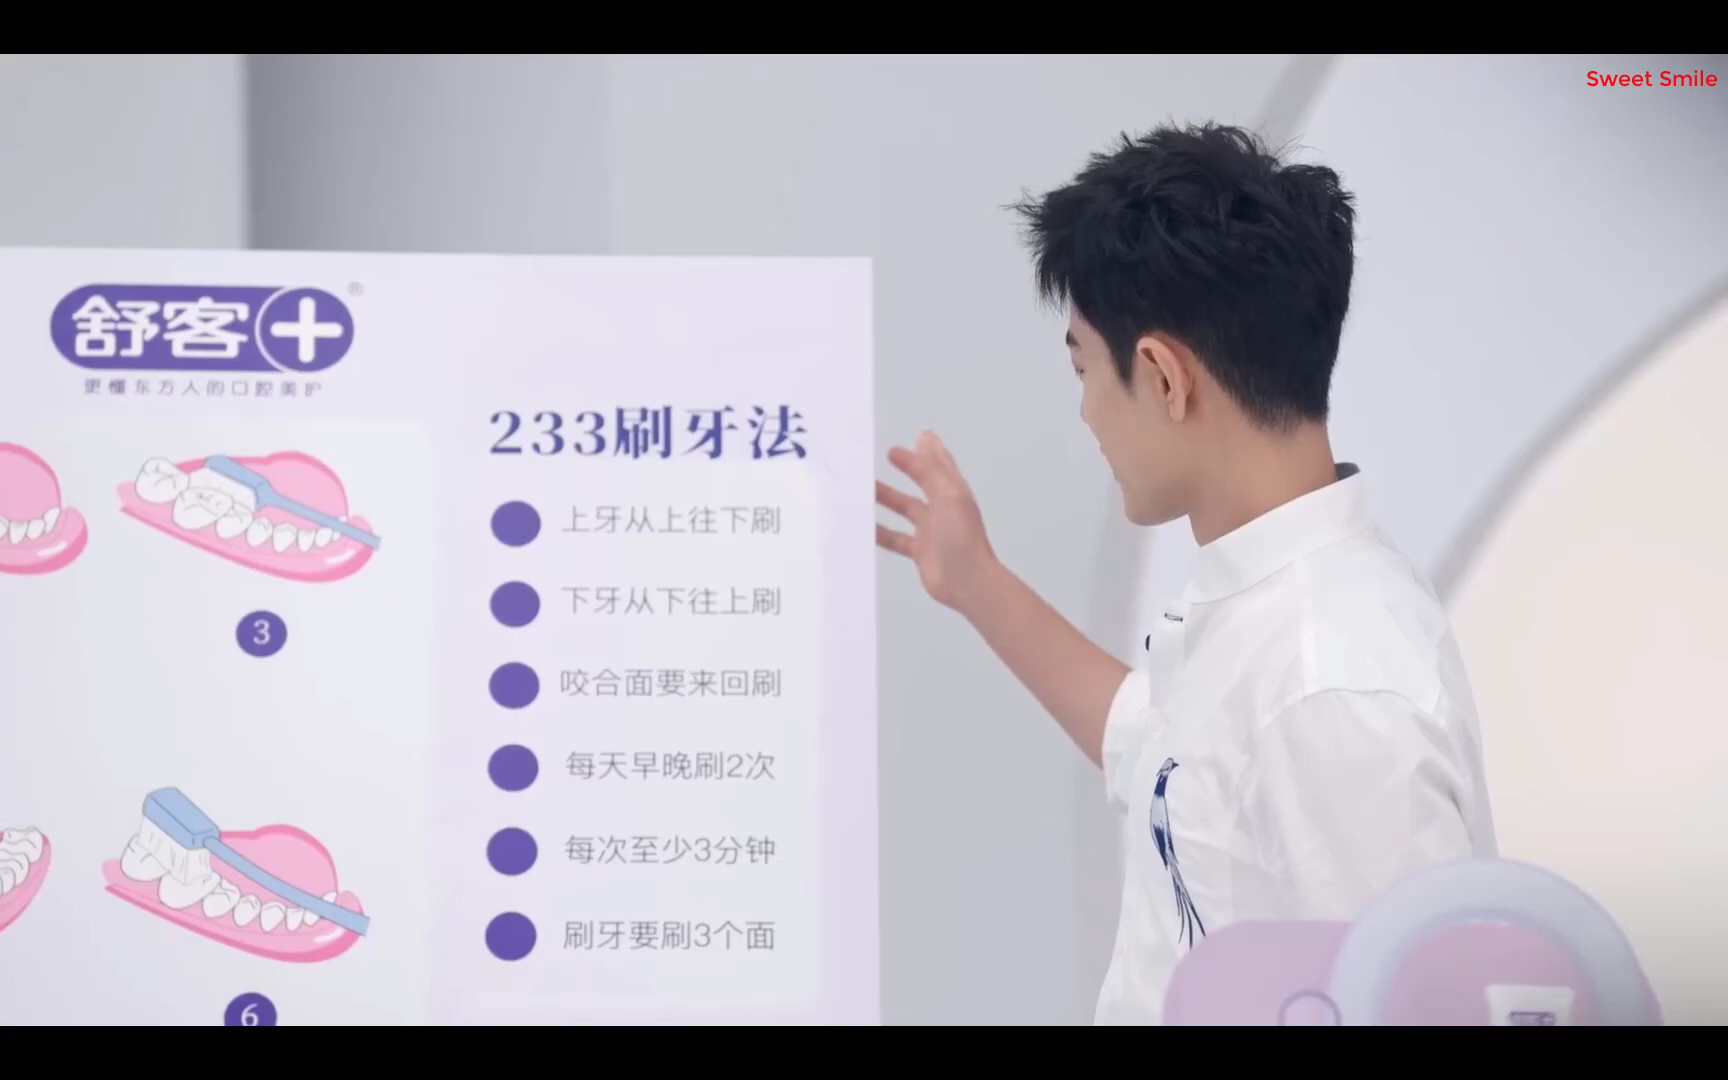 Sweet Smile
舒客+®
更懂东方人的口腔美护
233刷牙法
上牙从上往下刷
下牙从下往上刷
3
咬合面要来回刷
每天早晚刷2次
每次至少3分钟
刷牙要刷3个面
6